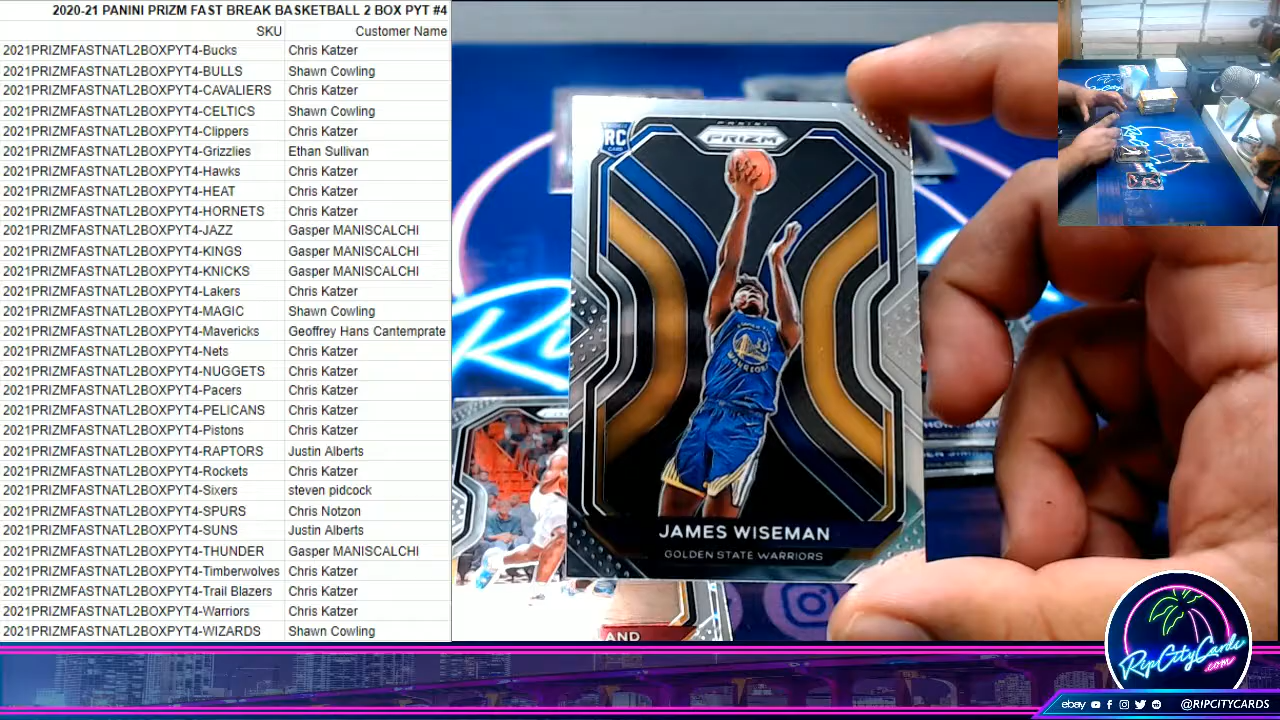 2020-21 PANINI PRIZM FAST BREAK BASKETBALL 2 BOX PYT #4
SKU Customer Name
2021PRIZMFASTNATL2BOXPYT4-Bucks Chris Katzer
2021PRIZMFASTNATL2BOXPYT4-BULLS Shawn Cowling
2021PRIZMFASTNATL2BOXPYT4-CAVALIERS Chris Katzer
2021PRIZMFASTNATL2BOXPYT4-CELTICS Shawn Cowling
2021PRIZMFASTNATL2BOXPYT4-Clippers Chris Katzer
2021PRIZMFASTNATL2BOXPYT4-Grizzlies Ethan Sullivan
2021PRIZMFASTNATL2BOXPYT4-Hawks Chris Katzer
2021PRIZMFASTNATL2BOXPYT4-HEAT Chris Katzer
2021PRIZMFASTNATL2BOXPYT4-HORNETS Chris Katzer
2021PRIZMFASTNATL2BOXPYT4-JAZZ Gasper MANISCALCHI
2021PRIZMFASTNATL2BOXPYT4-KINGS Gasper MANISCALCHI
2021PRIZMFASTNATL2BOXPYT4-KNICKS Gasper MANISCALCHI
2021PRIZMFASTNATL2BOXPYT4-Lakers Chris Katzer
2021PRIZMFASTNATL2BOXPYT4-MAGIC Shawn Cowling
2021PRIZMFASTNATL2BOXPYT4-Mavericks Geoffrey Hans Cantemprate
2021PRIZMFASTNATL2BOXPYT4-Nets Chris Katzer
2021PRIZMFASTNATL2BOXPYT4-NUGGETS Chris Katzer
2021PRIZMFASTNATL2BOXPYT4-Pacers Chris Katzer
2021PRIZMFASTNATL2BOXPYT4-PELICANS Chris Katzer
2021PRIZMFASTNATL2BOXPYT4-Pistons Chris Katzer
2021PRIZMFASTNATL2BOXPYT4-RAPTORS Justin Alberts
2021PRIZMFASTNATL2BOXPYT4-Rockets Chris Katzer
2021PRIZMFASTNATL2BOXPYT4-Sixers steven pidcock
2021PRIZMFASTNATL2BOXPYT4-SPURS Chris Notzon
2021PRIZMFASTNATL2BOXPYT4-SUNS Justin Alberts
2021PRIZMFASTNATL2BOXPYT4-THUNDER Gasper MANISCALCHI
2021PRIZMFASTNATL2BOXPYT4-Timberwolves Chris Katzer
2021PRIZMFASTNATL2BOXPYT4-Trail Blazers Chris Katzer
2021PRIZMFASTNATL2BOXPYT4-Warriors Chris Katzer
2021PRIZMFASTNATL2BOXPYT4-WIZARDS Shawn Cowling
RC
PANINI
PRIZM
WARRIORS
JAMES WISEMAN
GOLDEN STATE WARRIORS
AND
RipCityCards
.com
ebay @RIPCITYCARDS